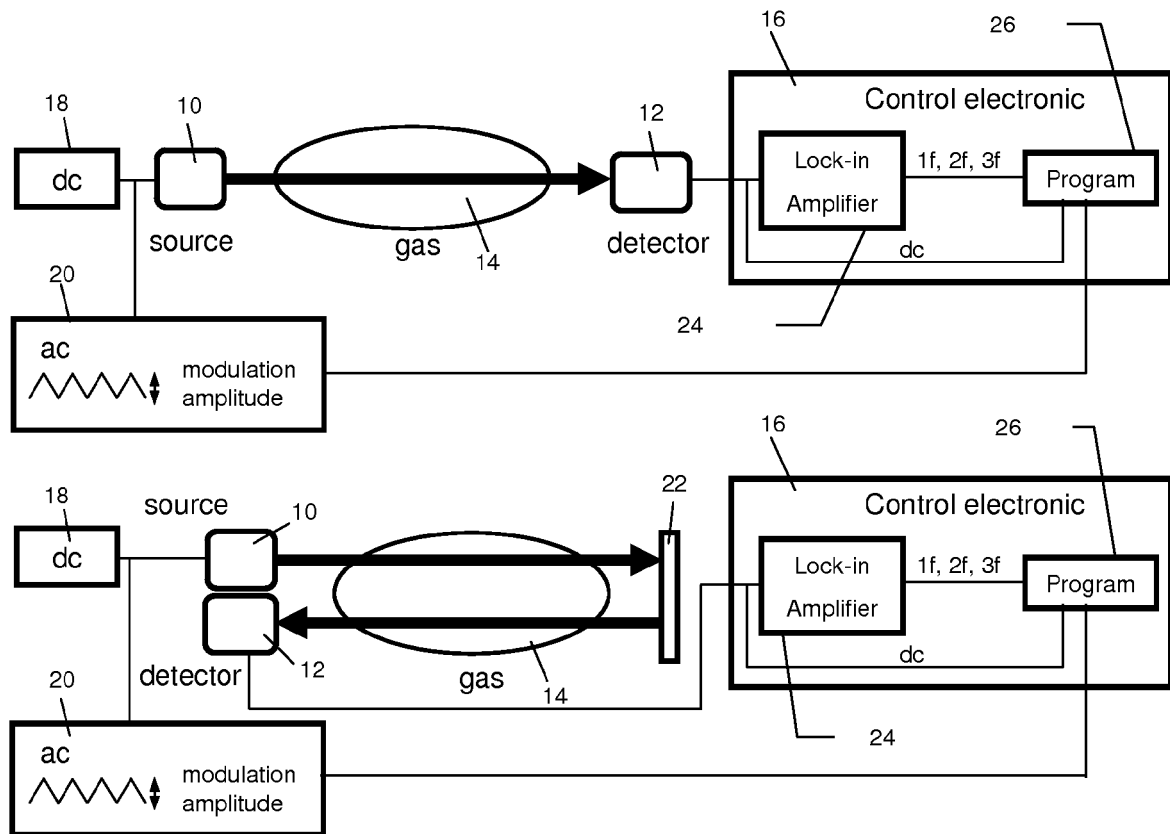 16
26
18
10
12
Control electronic
dc
Lock-in
Amplifier
1f, 2f, 3f
Program
source
gas
14
detector
dc
20
24
ac
modulation
amplitude
16
26
22
18
source
10
Control electronic
dc
Lock-in
Amplifier
1f, 2f, 3f
Program
12
detector
gas
14
dc
20
24
ac
modulation
amplitude